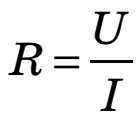 R = U/I